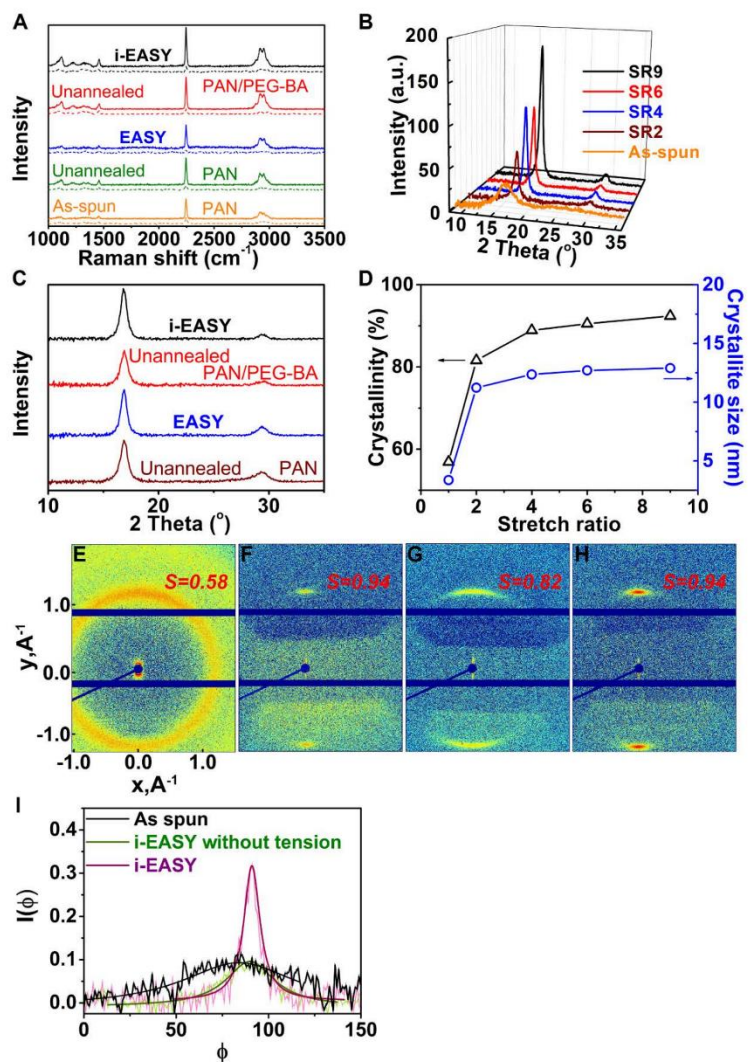 A
i-EASY
Unannealed PAN/PEG-BA
EASY
Unannealed PAN
As-spun PAN
Intensity
1000 1500 2000 2500 3000 3500
Raman shift (cm-1)
B
200
150
100
50
0
Intensity (a.u.)
SR9
SR6
SR4
SR2
As-spun
10 15 20 25 30 35
2 Theta (o)
C
i-EASY
Unannealed
PAN/PEG-BA
EASY
Unannealed PAN
Intensity
10 15 20 25 30
2 Theta (o)
D
100
80
60
Crystallinity (%)
20
15
10
5
Crystallite size (nm)
0 2 4 6 8 10
Stretch ratio
E S=0.58
F S=0.94
G S=0.82
H S=0.94
1.0
0.0
-1.0
y,A-1
-1.0 0.0 1.0
x,A-1
I
As spun
i-EASY without tension
i-EASY
0.4
0.3
0.2
0.1
0.0
I(ϕ)
0 50 100 150
ϕ